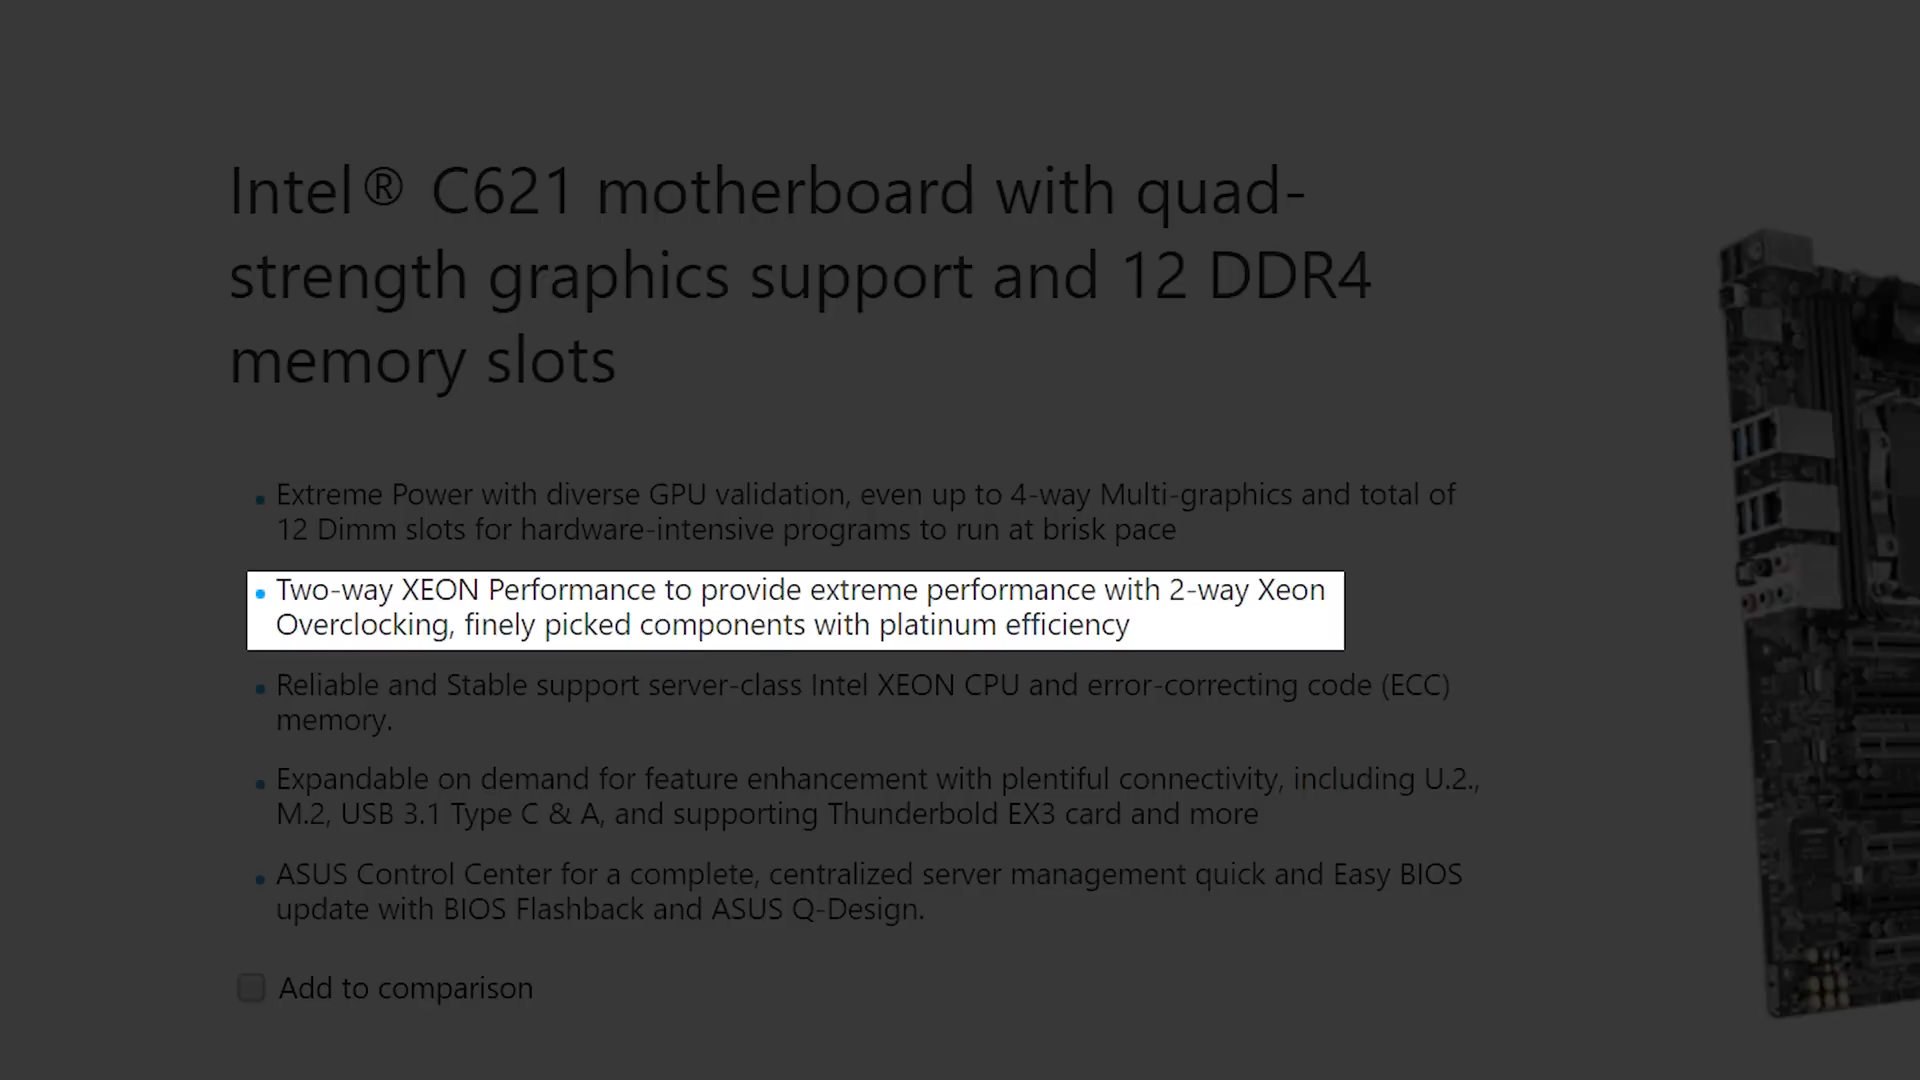 Intel® C621 motherboard with quad-
strength graphics support and 12 DDR4
memory slots
Extreme Power with diverse GPU validation, even up to 4-way Multi-graphics and total of
12 Dimm slots for hardware-intensive programs to run at brisk pace
Two-way XEON Performance to provide extreme performance with 2-way Xeon
Overclocking, finely picked components with platinum efficiency
Reliable and Stable support server-class Intel XEON CPU and error-correcting code (ECC)
memory.
Expandable on demand for feature enhancement with plentiful connectivity, including U.2.,
M.2, USB 3.1 Type C & A, and supporting Thunderbold EX3 card and more
ASUS Control Center for a complete, centralized server management quick and Easy BIOS
update with BIOS Flashback and ASUS Q-Design.
Add to comparison